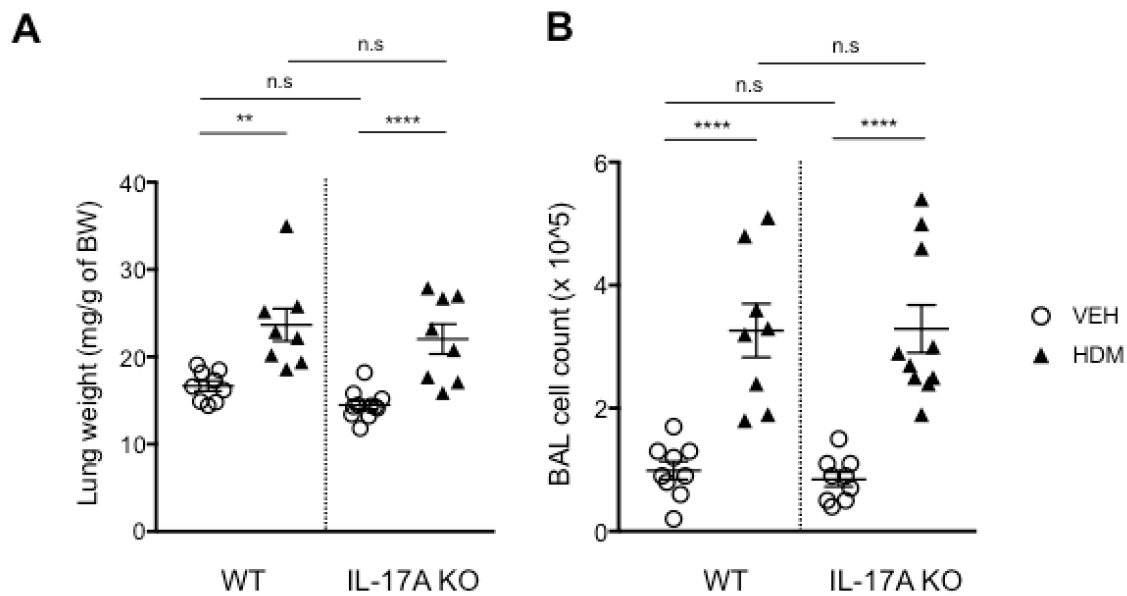 A
n.s
n.s
**
****
Lung weight (mg/g of BW)
40
30
20
10
0
WT
IL-17A KO
B
n.s
n.s
****
****
BAL cell count (x 10^5)
6
4
2
0
WT
IL-17A KO
VEH
HDM